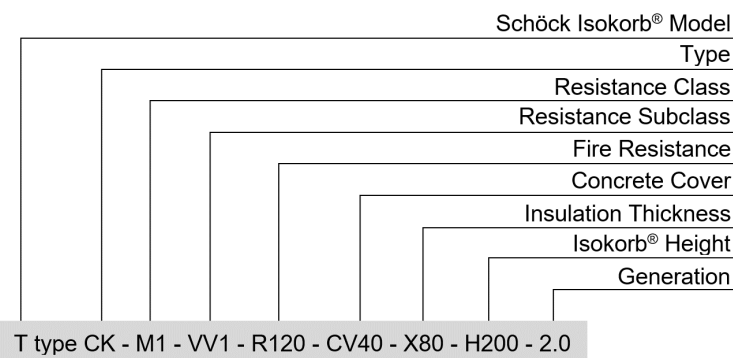 Schöck Isokorb® Model
Type
Resistance Class
Resistance Subclass
Fire Resistance
Concrete Cover
Insulation Thickness
Isokorb® Height
Generation
T type CK - M1 - VV1 - R120 - CV40 - X80 - H200 - 2.0